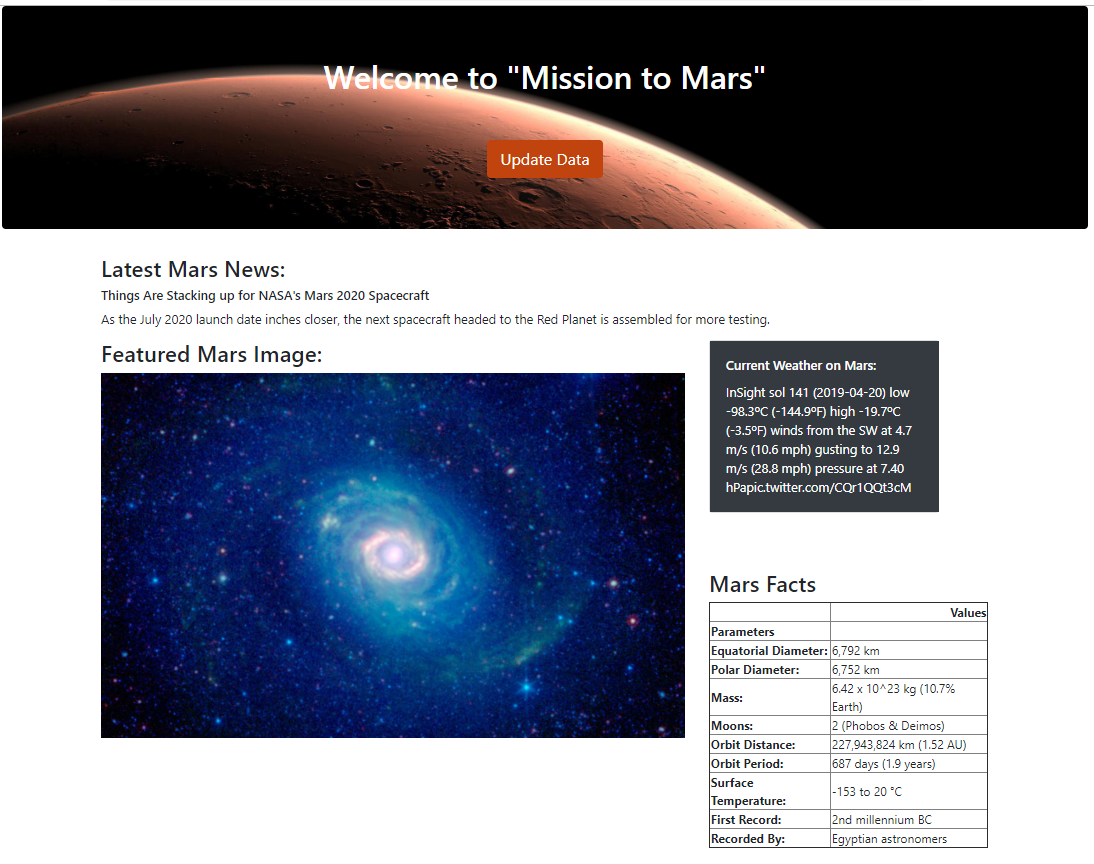 Welcome to "Mission to Mars"
Update Data
Latest Mars News:
Things Are Stacking up for NASA's Mars 2020 Spacecraft
As the July 2020 launch date inches closer, the next spacecraft headed to the Red Planet is assembled for more testing.
Featured Mars Image:
Current Weather on Mars:
InSight sol 141 (2019-04-20) low
-98.3ºC (-144.9ºF) high -19.7ºC
(-3.5ºF) winds from the SW at 4.7
m/s (10.6 mph) gusting to 12.9
m/s (28.8 mph) pressure at 7.40
hPapic.twitter.com/CQr1QQt3cM
Mars Facts
Values
Parameters
Equatorial Diameter: 6,792 km
Polar Diameter: 6,752 km
Mass: 6.42 x 10^23 kg (10.7%
Earth)
Moons: 2 (Phobos & Deimos)
Orbit Distance: 227,943,824 km (1.52 AU)
Orbit Period: 687 days (1.9 years)
Surface
Temperature: -153 to 20 °C
First Record: 2nd millennium BC
Recorded By: Egyptian astronomers